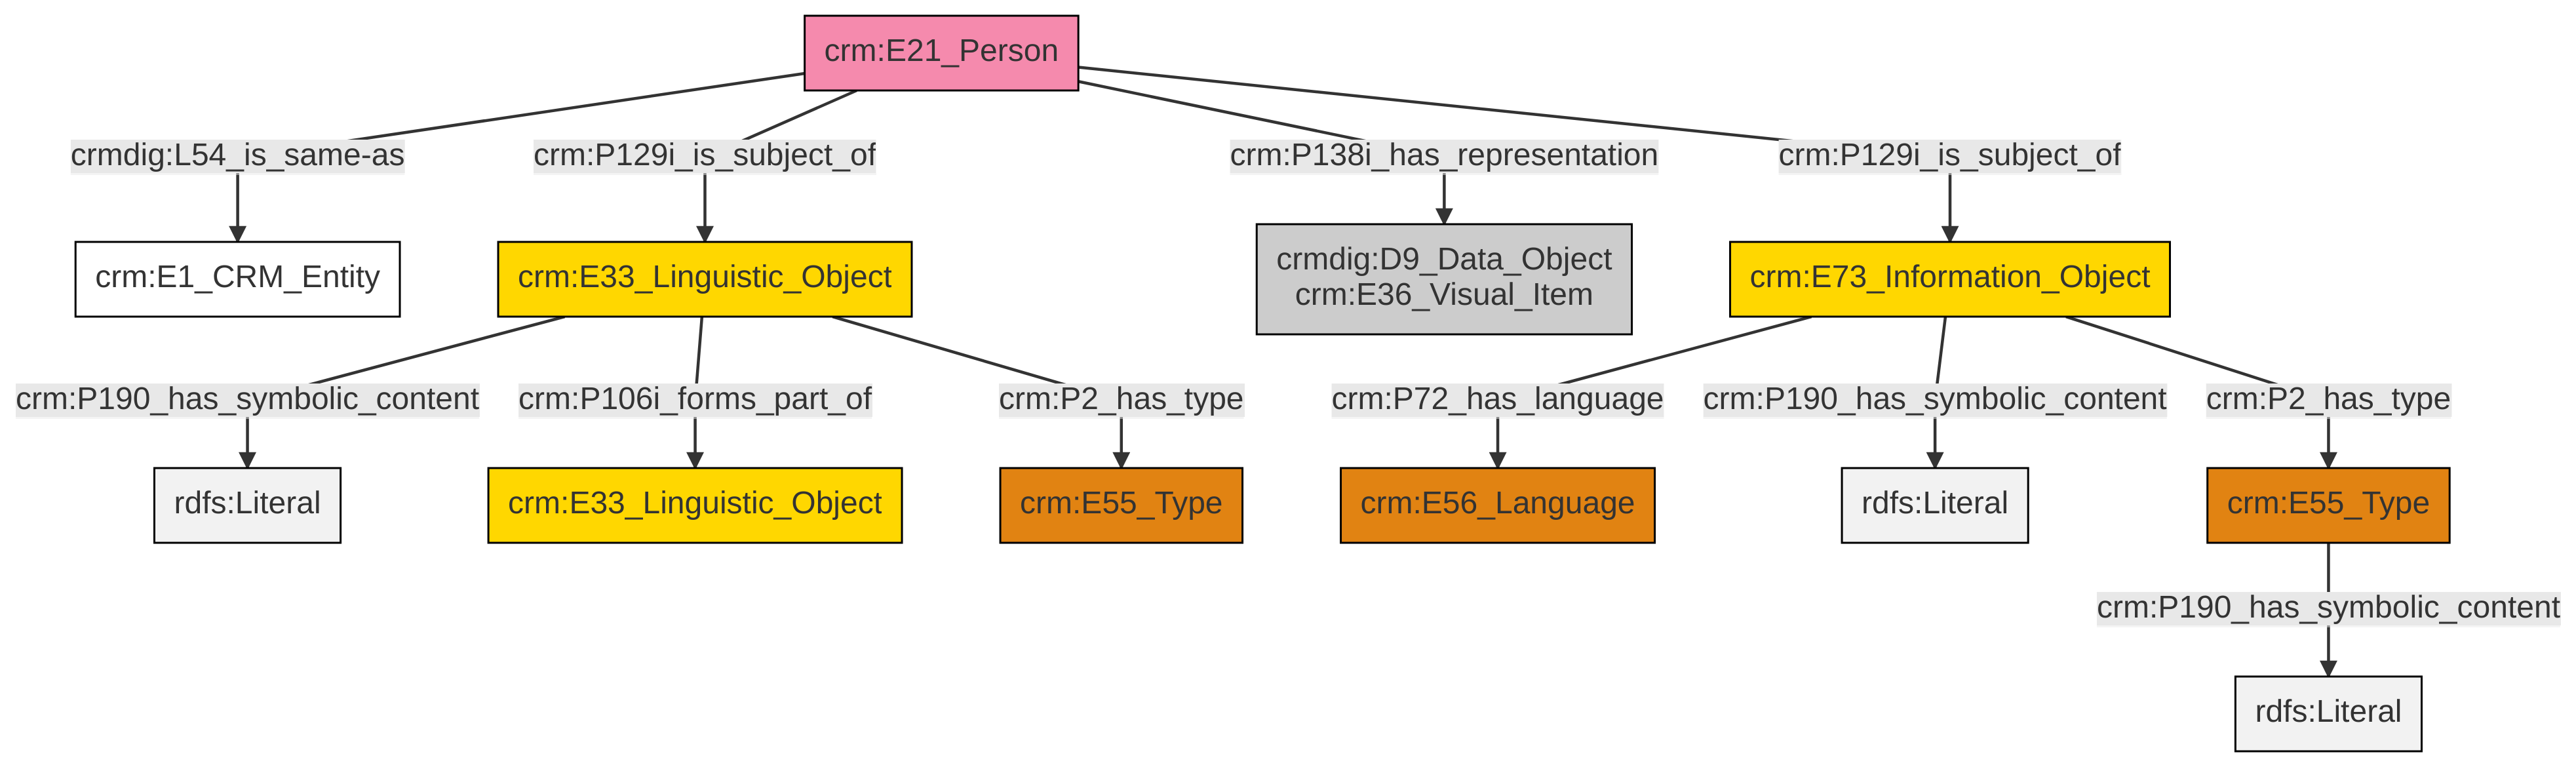 crm:E21_Person
crmdig:L54_is_same-as
crm:P129i_is_subject_of
crm:P138i_has_representation
crm:P129i_is_subject_of
crm:E1_CRM_Entity
crm:E33_Linguistic_Object
crmdig:D9_Data_Object
crm:E36_Visual_Item
crm:E73_Information_Object
crm:P190_has_symbolic_content
crm:P106i_forms_part_of
crm:P2_has_type
crm:P72_has_language
crm:P190_has_symbolic_content
crm:P2_has_type
rdfs:Literal
crm:E33_Linguistic_Object
crm:E55_Type
crm:E56_Language
rdfs:Literal
crm:E55_Type
crm:P190_has_symbolic_content
rdfs:Literal